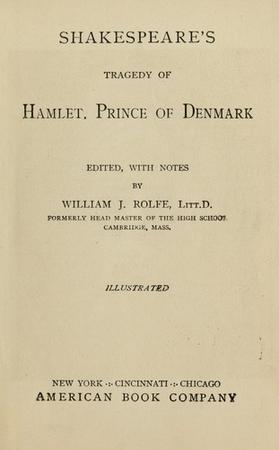 SHAKESPEARE'S
TRAGEDY OF
HAMLET, PRINCE OF DENMARK
EDITED, WITH NOTES
BY
WILLIAM J. ROLFE, LITT.D.
FORMERLY HEAD MASTER OF THE HIGH SCHOOL
CAMBRIDGE, MASS.
ILLUSTRATED
NEW YORK ·:· CINCINNATI ·:· CHICAGO
AMERICAN BOOK COMPANY